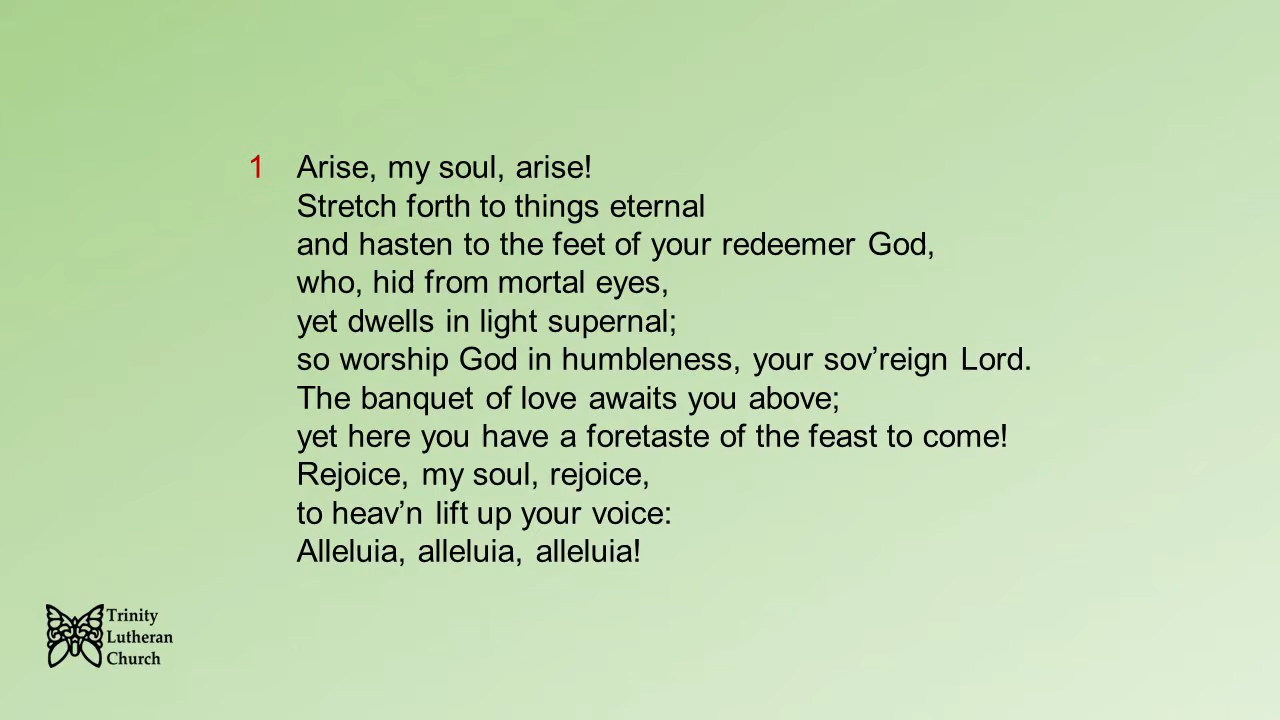 1 Arise, my soul, arise!
Stretch forth to things eternal
and hasten to the feet of your redeemer God,
who, hid from mortal eyes,
yet dwells in light supernal;
so worship God in humbleness, your sov’reign Lord.
The banquet of love awaits you above;
yet here you have a foretaste of the feast to come!
Rejoice, my soul, rejoice,
to heav’n lift up your voice:
Alleluia, alleluia, alleluia!
Trinity
Lutheran
Church